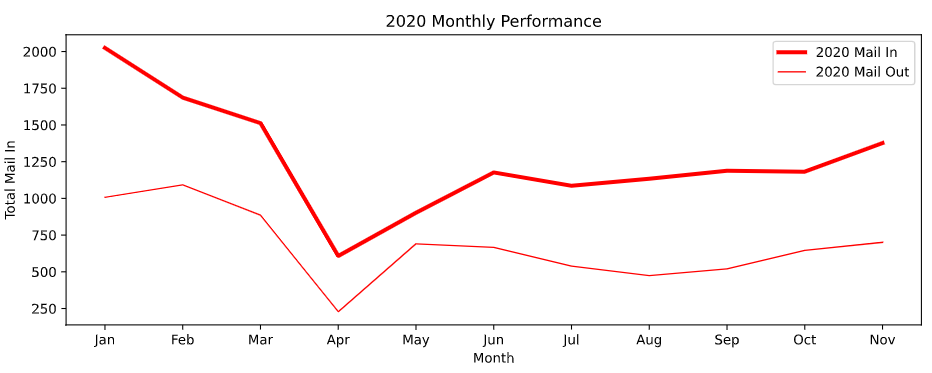 2020 Monthly Performance
2020 Mail In
2020 Mail Out
Total Mail In
2000
1750
1500
1250
1000
750
500
250
Jan Feb Mar Apr May Jun Jul Aug Sep Oct Nov
Month